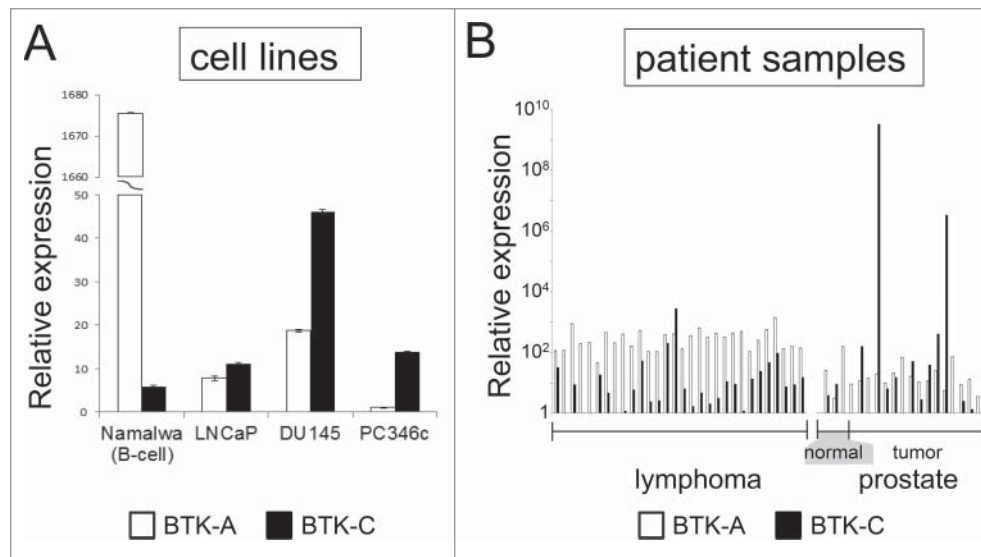 A
cell lines
Relative expression
1680
1670
1660
50
40
30
20
10
0
Namalwa LNCaP DU145 PC346c
(B-cell)
BTK-A BTK-C
B
patient samples
Relative expression
10¹⁰
10⁸
10⁶
10⁴
10²
1
normal tumor
lymphoma prostate
BTK-A BTK-C